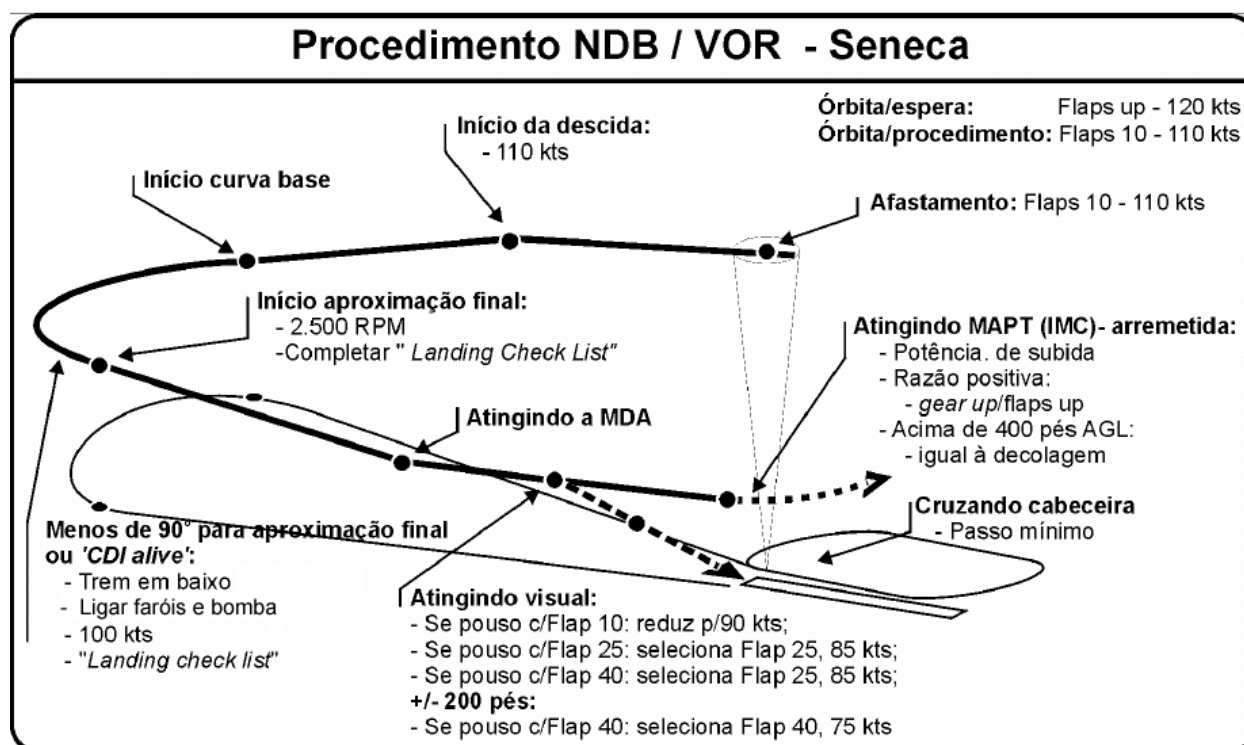 Procedimento NDB / VOR - Seneca
Órbita/espera: Flaps up - 120 kts
Órbita/procedimento: Flaps 10 - 110 kts
Início da descida:
- 110 kts
Início curva base
Afastamento: Flaps 10 - 110 kts
Início aproximação final:
- 2.500 RPM
-Completar " Landing Check List"
Atingindo MAPT (IMC)- arremetida:
- Potência. de subida
- Razão positiva:
- gear up/flaps up
- Acima de 400 pés AGL:
- igual à decolagem
Atingindo a MDA
Cruzando cabeceira
- Passo mínimo
Menos de 90° para aproximação final
ou 'CDI alive':
- Trem em baixo
- Ligar faróis e bomba
- 100 kts
- "Landing check list"
Atingindo visual:
- Se pouso c/Flap 10: reduz p/90 kts;
- Se pouso c/Flap 25: seleciona Flap 25, 85 kts;
- Se pouso c/Flap 40: seleciona Flap 25, 85 kts;
+/- 200 pés:
- Se pouso c/Flap 40: seleciona Flap 40, 75 kts